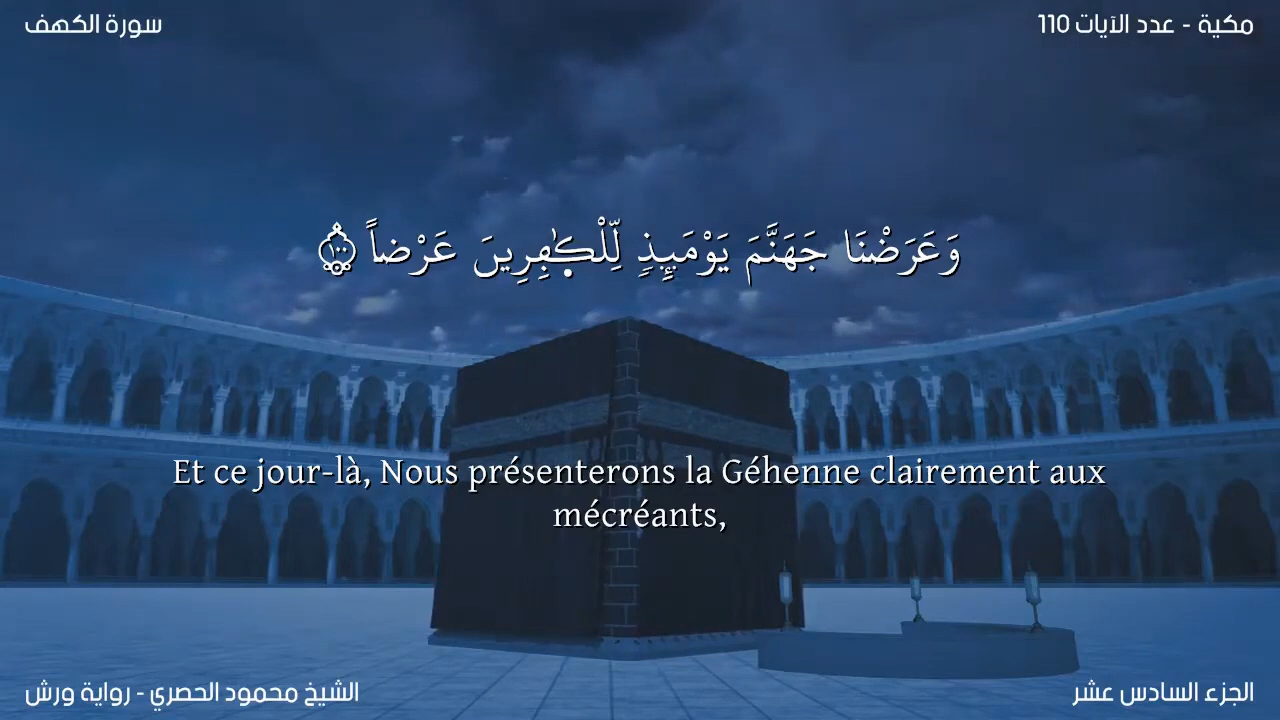 مكية - عدد الآيات 110
سورة الكهف
وَعَرَضْنَا جَهَنَّمَ يَوْمَئِذٖ لِّلْكٰ۪فِرِينَ عَرْضاً ١٠٠
Et ce jour-là, Nous présenterons la Géhenne clairement aux
mécréants,
الجزء السادس عشر
الشيخ محمود الحصري - رواية ورش